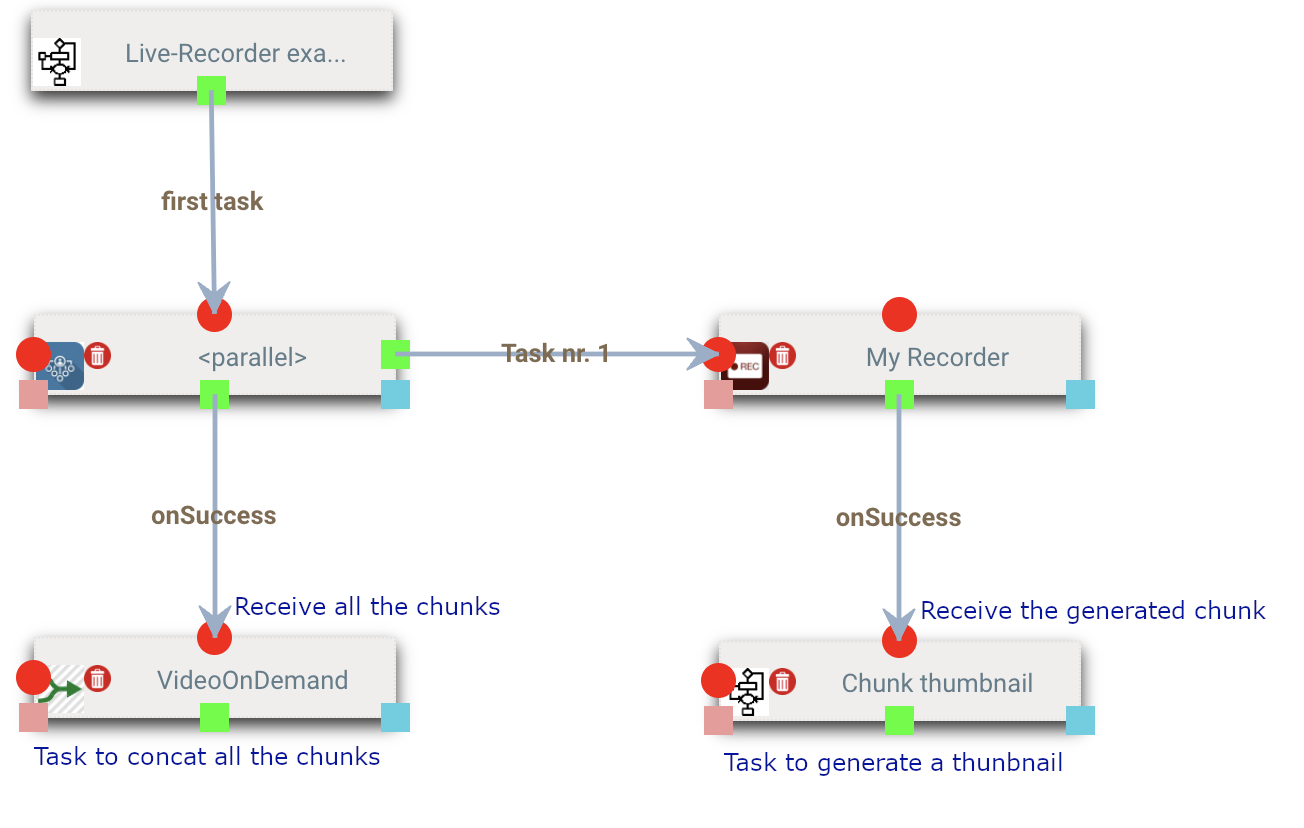 Live-Recorder exa...
first task
<parallel>
Task nr. 1
REC
My Recorder
onSuccess
onSuccess
Receive all the chunks
Receive the generated chunk
VideoOnDemand
Chunk thumbnail
Task to concat all the chunks
Task to generate a thunbnail